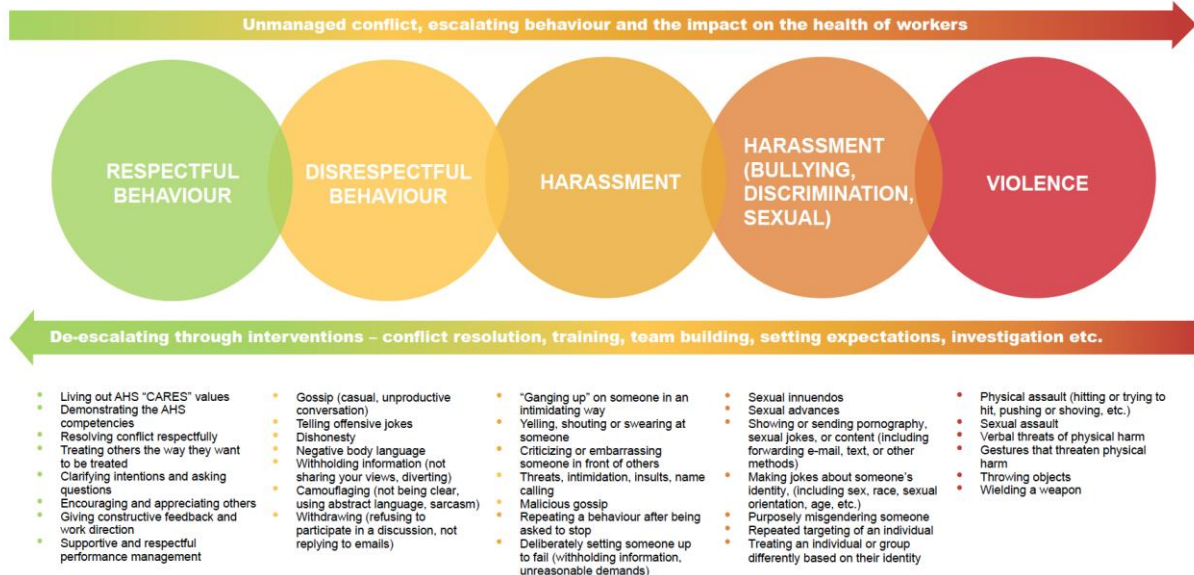 Unmanaged conflict, escalating behaviour and the impact on the health of workers
RESPECTFUL
BEHAVIOUR
DISRESPECTFUL
BEHAVIOUR
HARASSMENT
HARASSMENT
(BULLYING,
DISCRIMINATION,
SEXUAL)
VIOLENCE
De-escalating through interventions – conflict resolution, training, team building, setting expectations, investigation etc.
• Living out AHS “CARES” values
• Demonstrating the AHS
competencies
• Resolving conflict respectfully
• Treating others the way they want
to be treated
• Clarifying intentions and asking
questions
• Encouraging and appreciating others
• Giving constructive feedback and
work direction
• Supportive and respectful
performance management
• Gossip (casual, unproductive
conversation)
• Telling offensive jokes
• Dishonesty
• Negative body language
• Withholding information (not
sharing your views, diverting)
• Camouflaging (not being clear,
using abstract language, sarcasm)
• Withdrawing (refusing to
participate in a discussion, not
replying to emails)
• “Ganging up” on someone in an
intimidating way
• Yelling, shouting or swearing at
someone
• Criticizing or embarrassing
someone in front of others
• Threats, intimidation, insults, name
calling
• Malicious gossip
• Repeating a behaviour after being
asked to stop
• Deliberately setting someone up
to fail (withholding information,
unreasonable demands)
• Sexual innuendos
• Sexual advances
• Showing or sending pornography,
sexual jokes, or content (including
forwarding e-mail, text, or other
methods)
• Making jokes about someone’s
identity, (including sex, race, sexual
orientation, age, etc.)
• Purposely misgendering someone
• Repeated targeting of an individual
• Treating an individual or group
differently based on their identity
• Physical assault (hitting or trying to
hit, pushing or shoving, etc.)
• Sexual assault
• Verbal threats of physical harm
• Gestures that threaten physical
harm
• Throwing objects
• Wielding a weapon